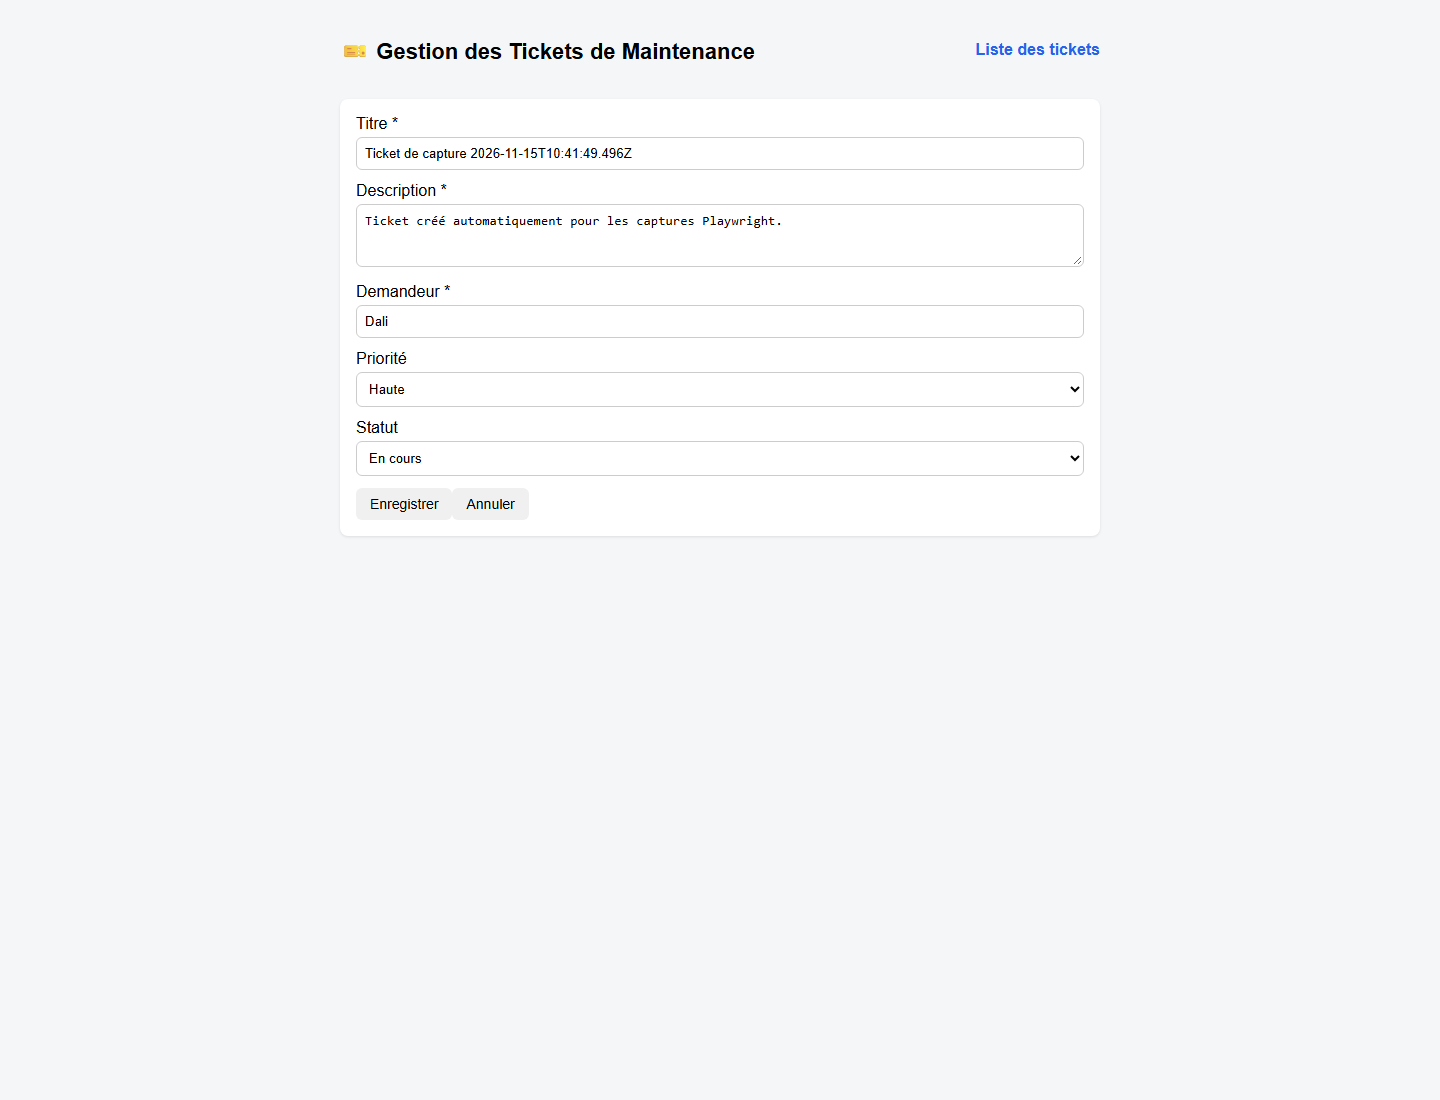 🎫 Gestion des Tickets de Maintenance
Liste des tickets
Titre *
Ticket de capture 2026-11-15T10:41:49.496Z
Description *
Ticket créé automatiquement pour les captures Playwright.
Demandeur *
Dali
Priorité
Haute
Statut
En cours
Enregistrer Annuler